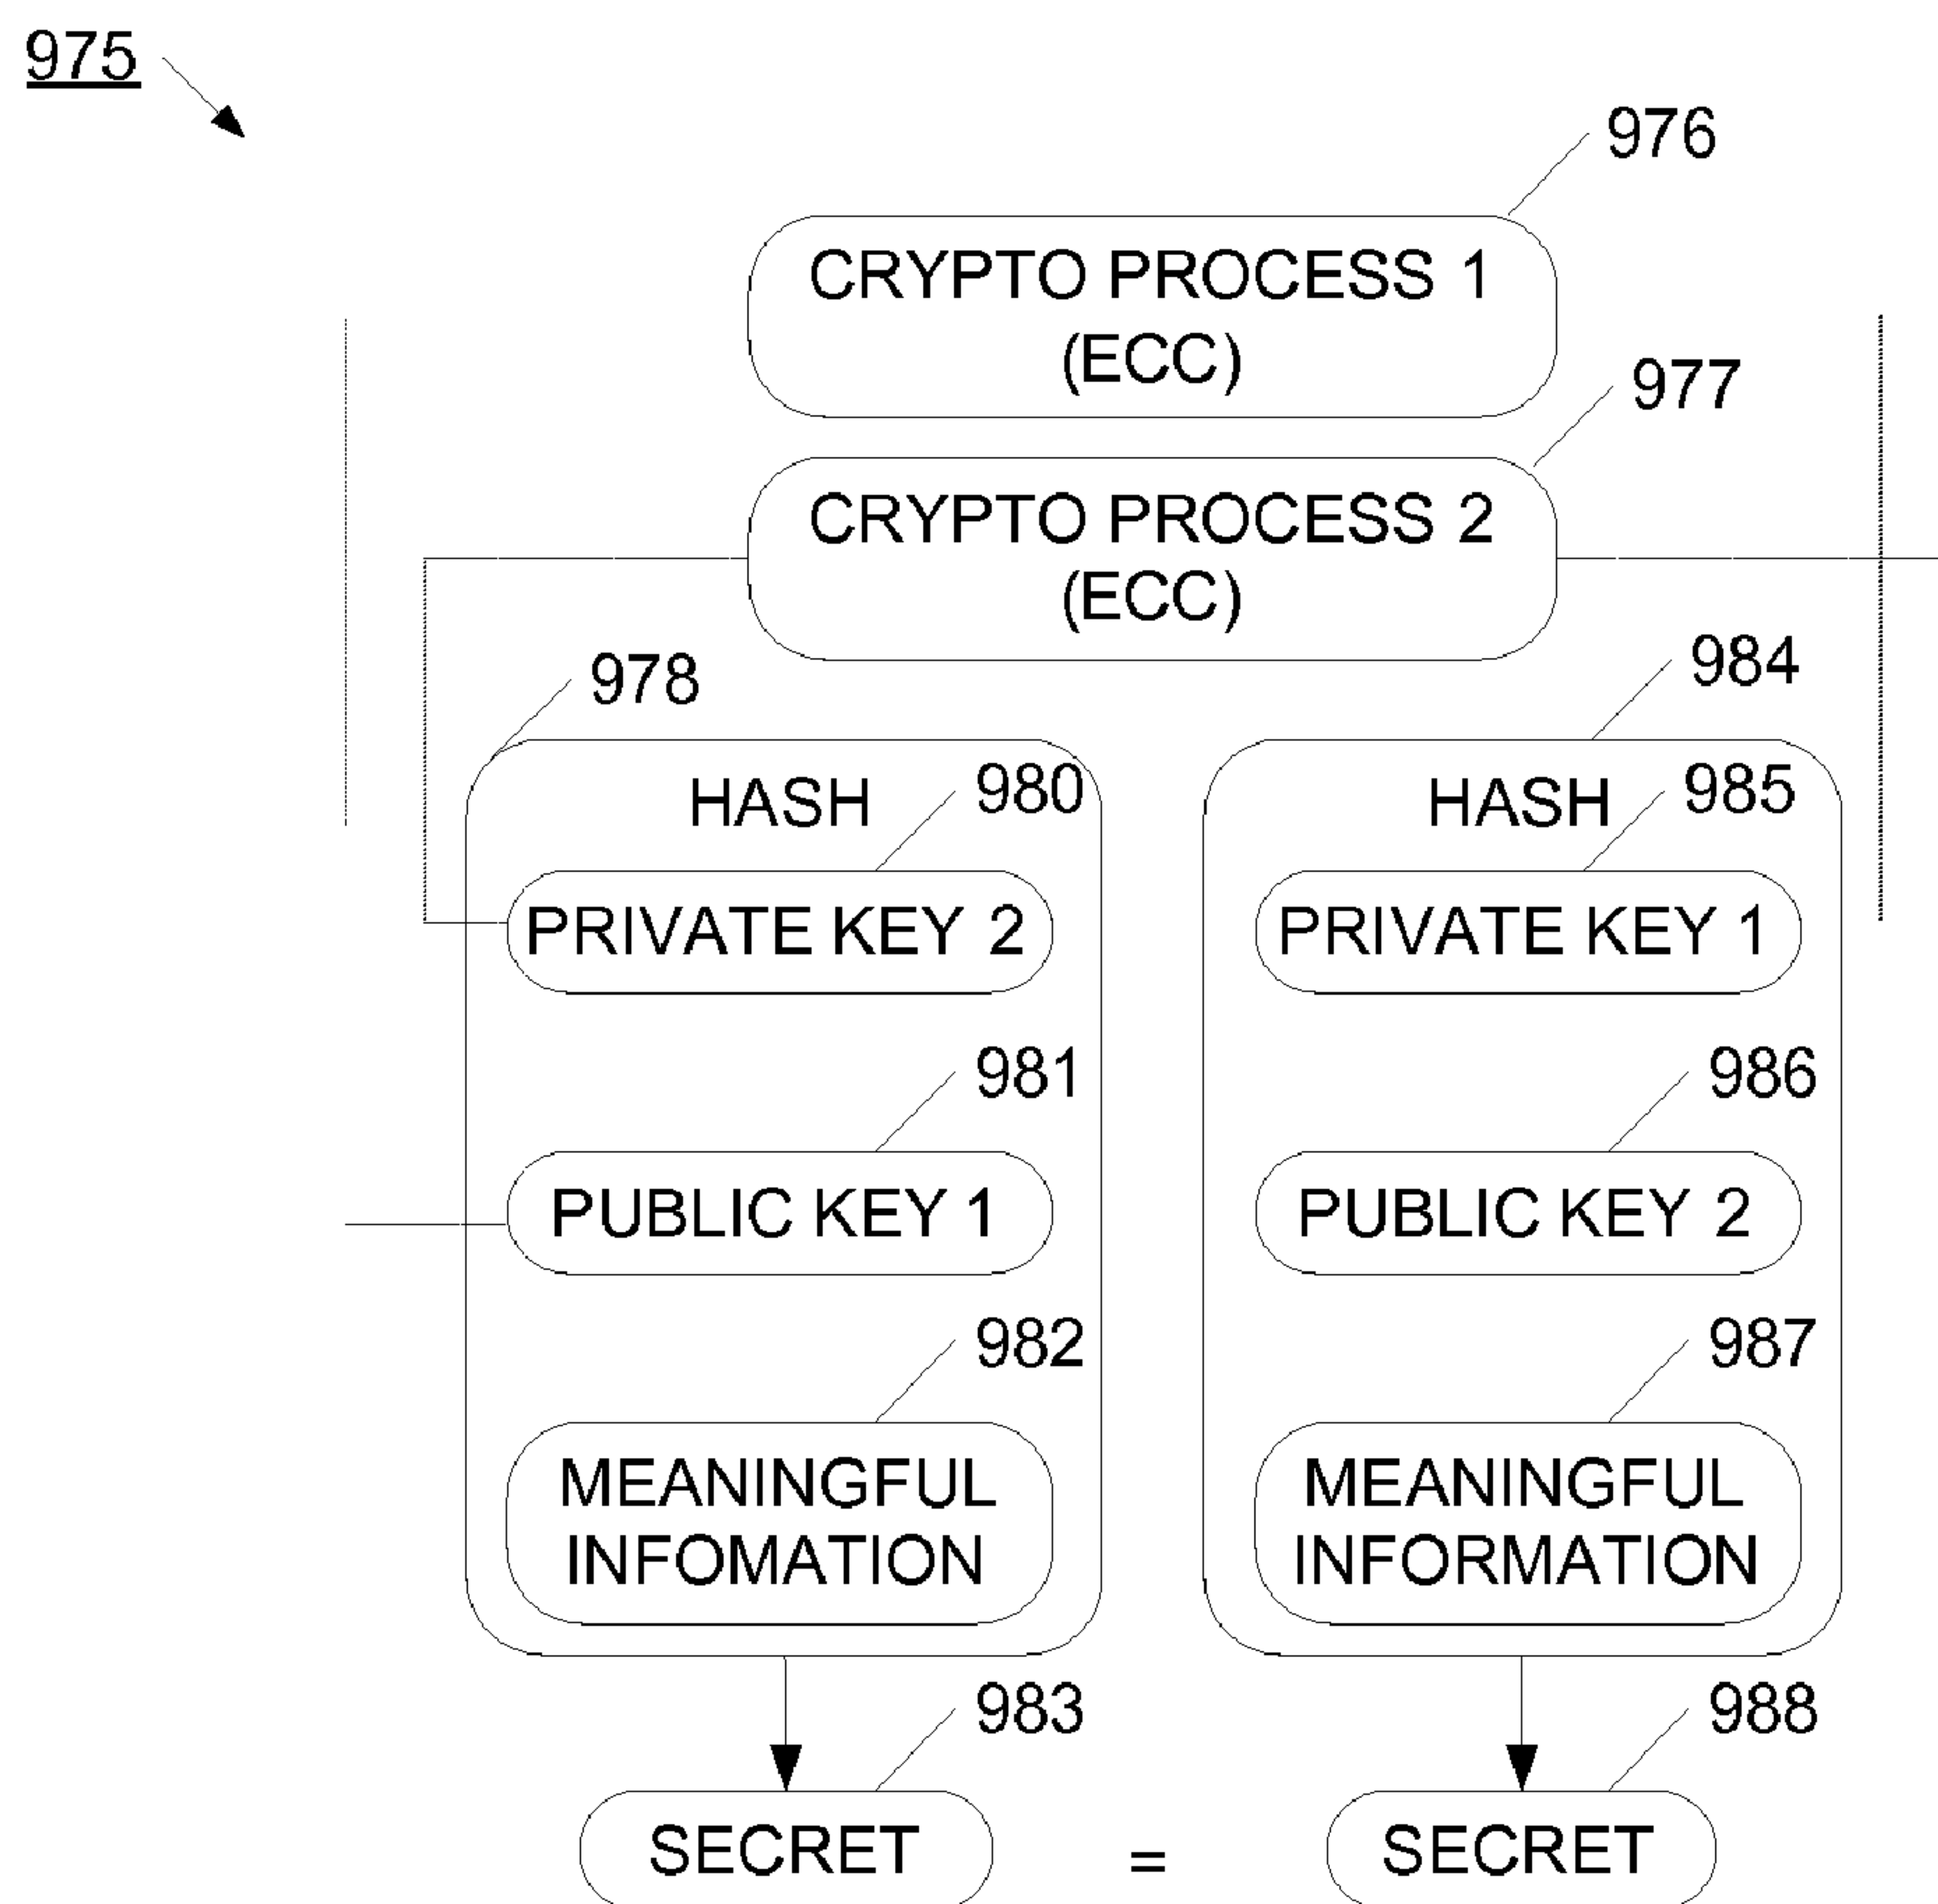 975
976
CRYPTO PROCESS 1
(ECC)
977
CRYPTO PROCESS 2
(ECC)
978
984
HASH
980
HASH
985
PRIVATE KEY 2
PRIVATE KEY 1
981
986
PUBLIC KEY 1
PUBLIC KEY 2
982
987
MEANINGFUL
INFOMATION
MEANINGFUL
INFORMATION
983
988
SECRET
=
SECRET